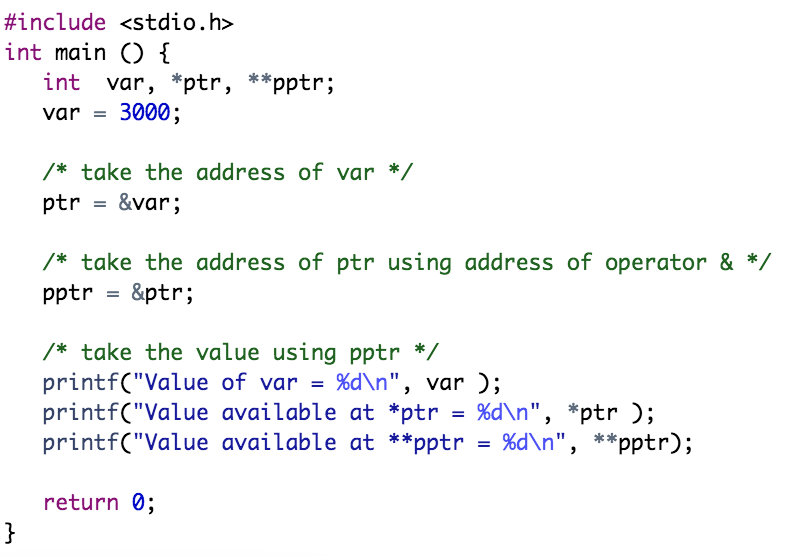 #include <stdio.h>
int main () {
   int  var, *ptr, **pptr;
   var = 3000;

   /* take the address of var */
   ptr = &var;

   /* take the address of ptr using address of operator & */
   pptr = &ptr;

   /* take the value using pptr */
   printf("Value of var = %d\n", var );
   printf("Value available at *ptr = %d\n", *ptr );
   printf("Value available at **pptr = %d\n", **pptr);

   return 0;
}